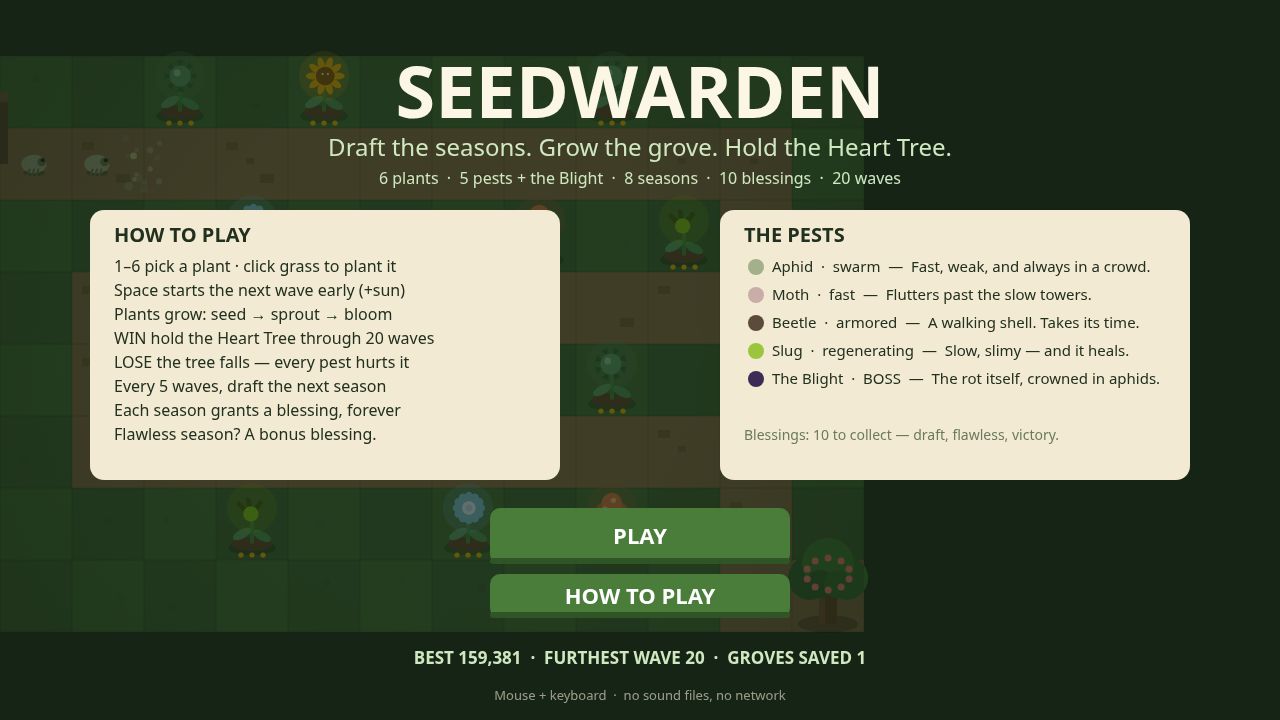 SEEDWARDEN
Draft the seasons. Grow the grove. Hold the Heart Tree.
6 plants · 5 pests + the Blight · 8 seasons · 10 blessings · 20 waves
HOW TO PLAY
1–6 pick a plant · click grass to plant it
Space starts the next wave early (+sun)
Plants grow: seed → sprout → bloom
WIN hold the Heart Tree through 20 waves
LOSE the tree falls — every pest hurts it
Every 5 waves, draft the next season
Each season grants a blessing, forever
Flawless season? A bonus blessing.
THE PESTS
Aphid · swarm — Fast, weak, and always in a crowd.
Moth · fast — Flutters past the slow towers.
Beetle · armored — A walking shell. Takes its time.
Slug · regenerating — Slow, slimy — and it heals.
The Blight · BOSS — The rot itself, crowned in aphids.
Blessings: 10 to collect — draft, flawless, victory.
PLAY
HOW TO PLAY
BEST 159,381 · FURTHEST WAVE 20 · GROVES SAVED 1
Mouse + keyboard · no sound files, no network